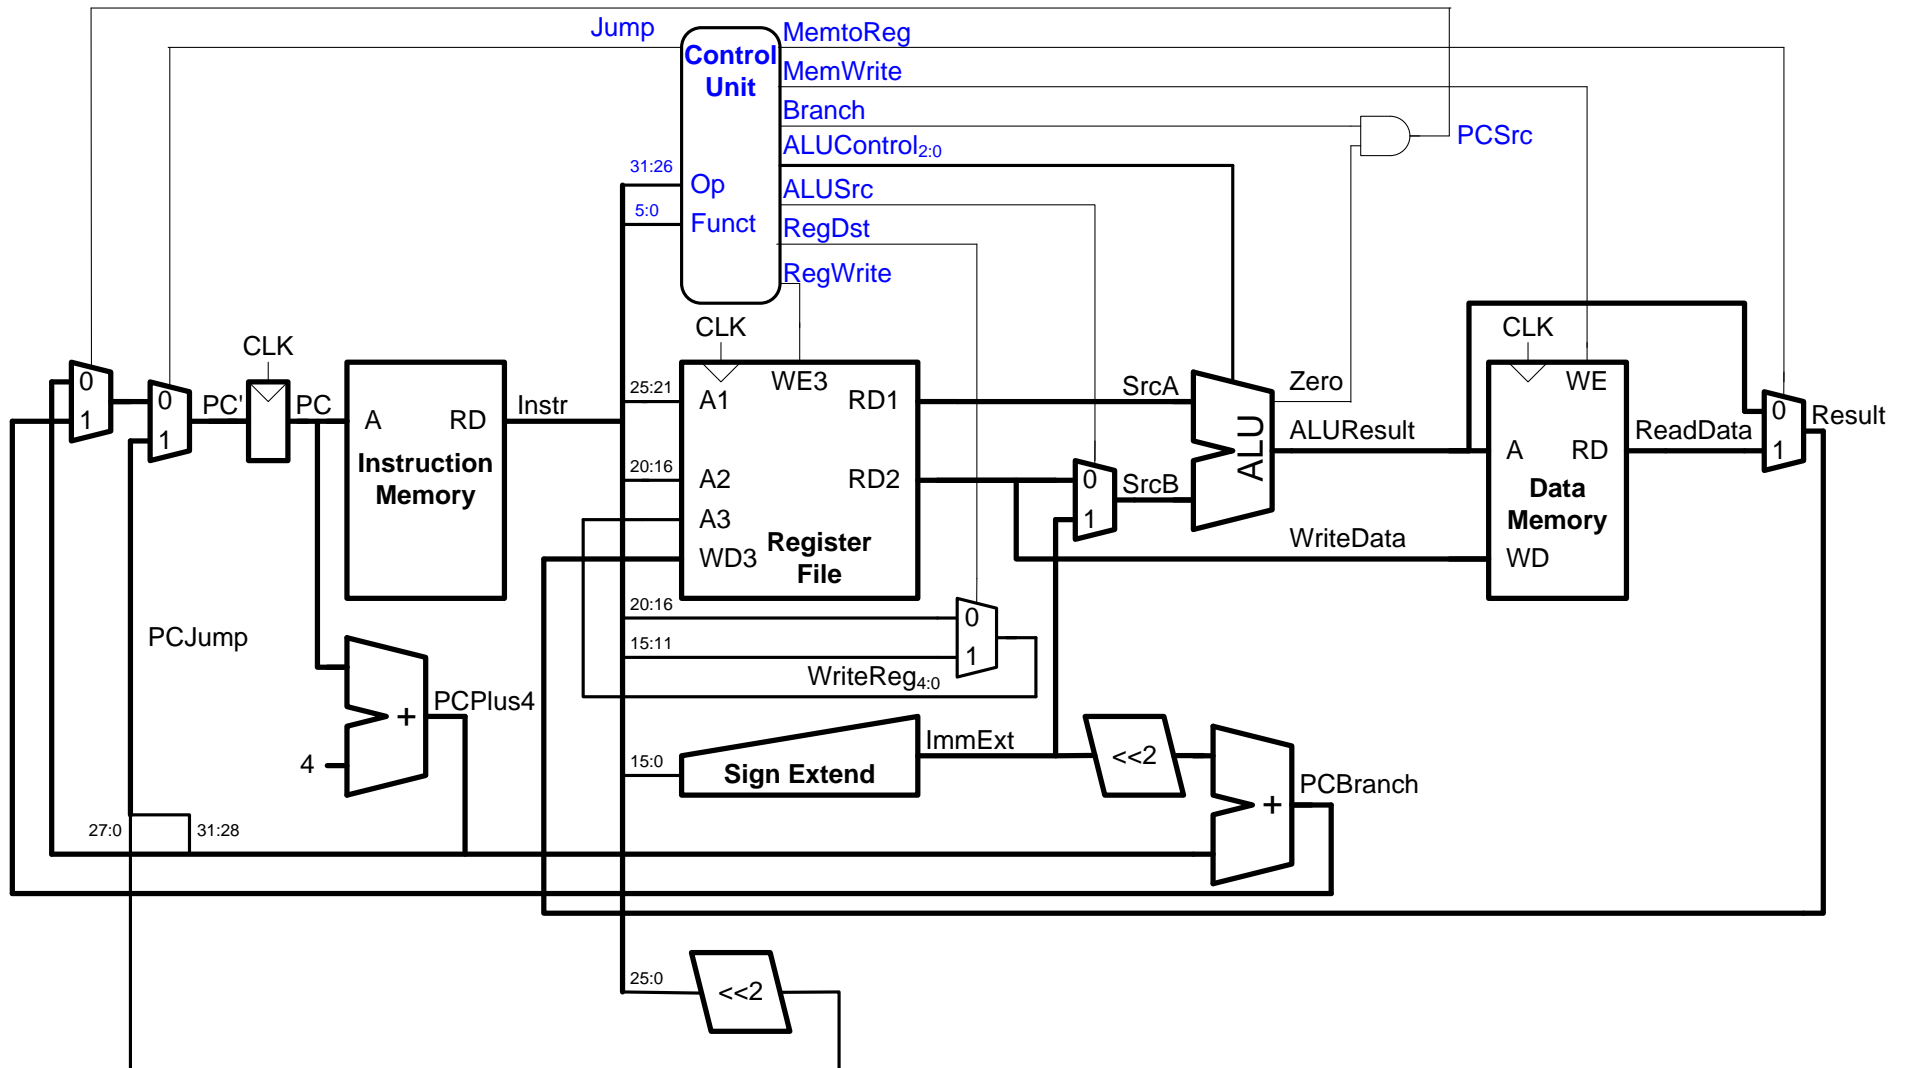 Jump
MemtoReg
Control
Unit
MemWrite
Branch
PCSrc
ALUControl2:0
31:26
Op
ALUSrc
5:0
Funct
RegDst
RegWrite
CLK
CLK
CLK
0
1
0
1
PC'
PC
A
RD
Instruction
Memory
Instr
25:21
A1
WE3
RD1
20:16
A2
RD2
A3
WD3
Register
File
SrcA
0
1
SrcB
ALU
Zero
ALUResult
WriteData
WE
A
RD
Data
Memory
WD
ReadData
0
1
Result
20:16
0
15:11
1
WriteReg4:0
PCJump
+
PCPlus4
4
ImmExt
15:0
Sign Extend
<<2
+
PCBranch
27:0
31:28
25:0
<<2